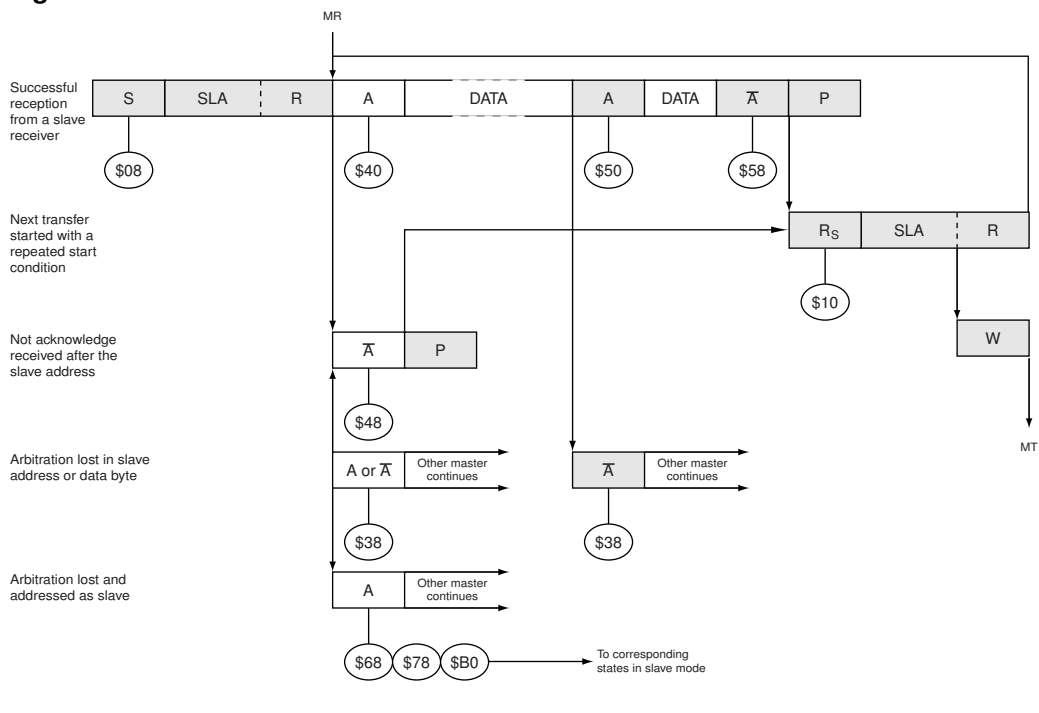 MR
Successful
reception
from a slave
receiver
S SLA R A DATA A DATA A̅ P
$08 $40 $50 $58
Next transfer
started with a
repeated start
condition
RS SLA R
$10
Not acknowledge
received after the
slave address
A̅ P
W
$48
MT
Arbitration lost in slave
address or data byte
A or A̅ Other master
continues
A̅ Other master
continues
$38 $38
Arbitration lost and
addressed as slave
A Other master
continues
$68 $78 $B0 To corresponding
states in slave mode